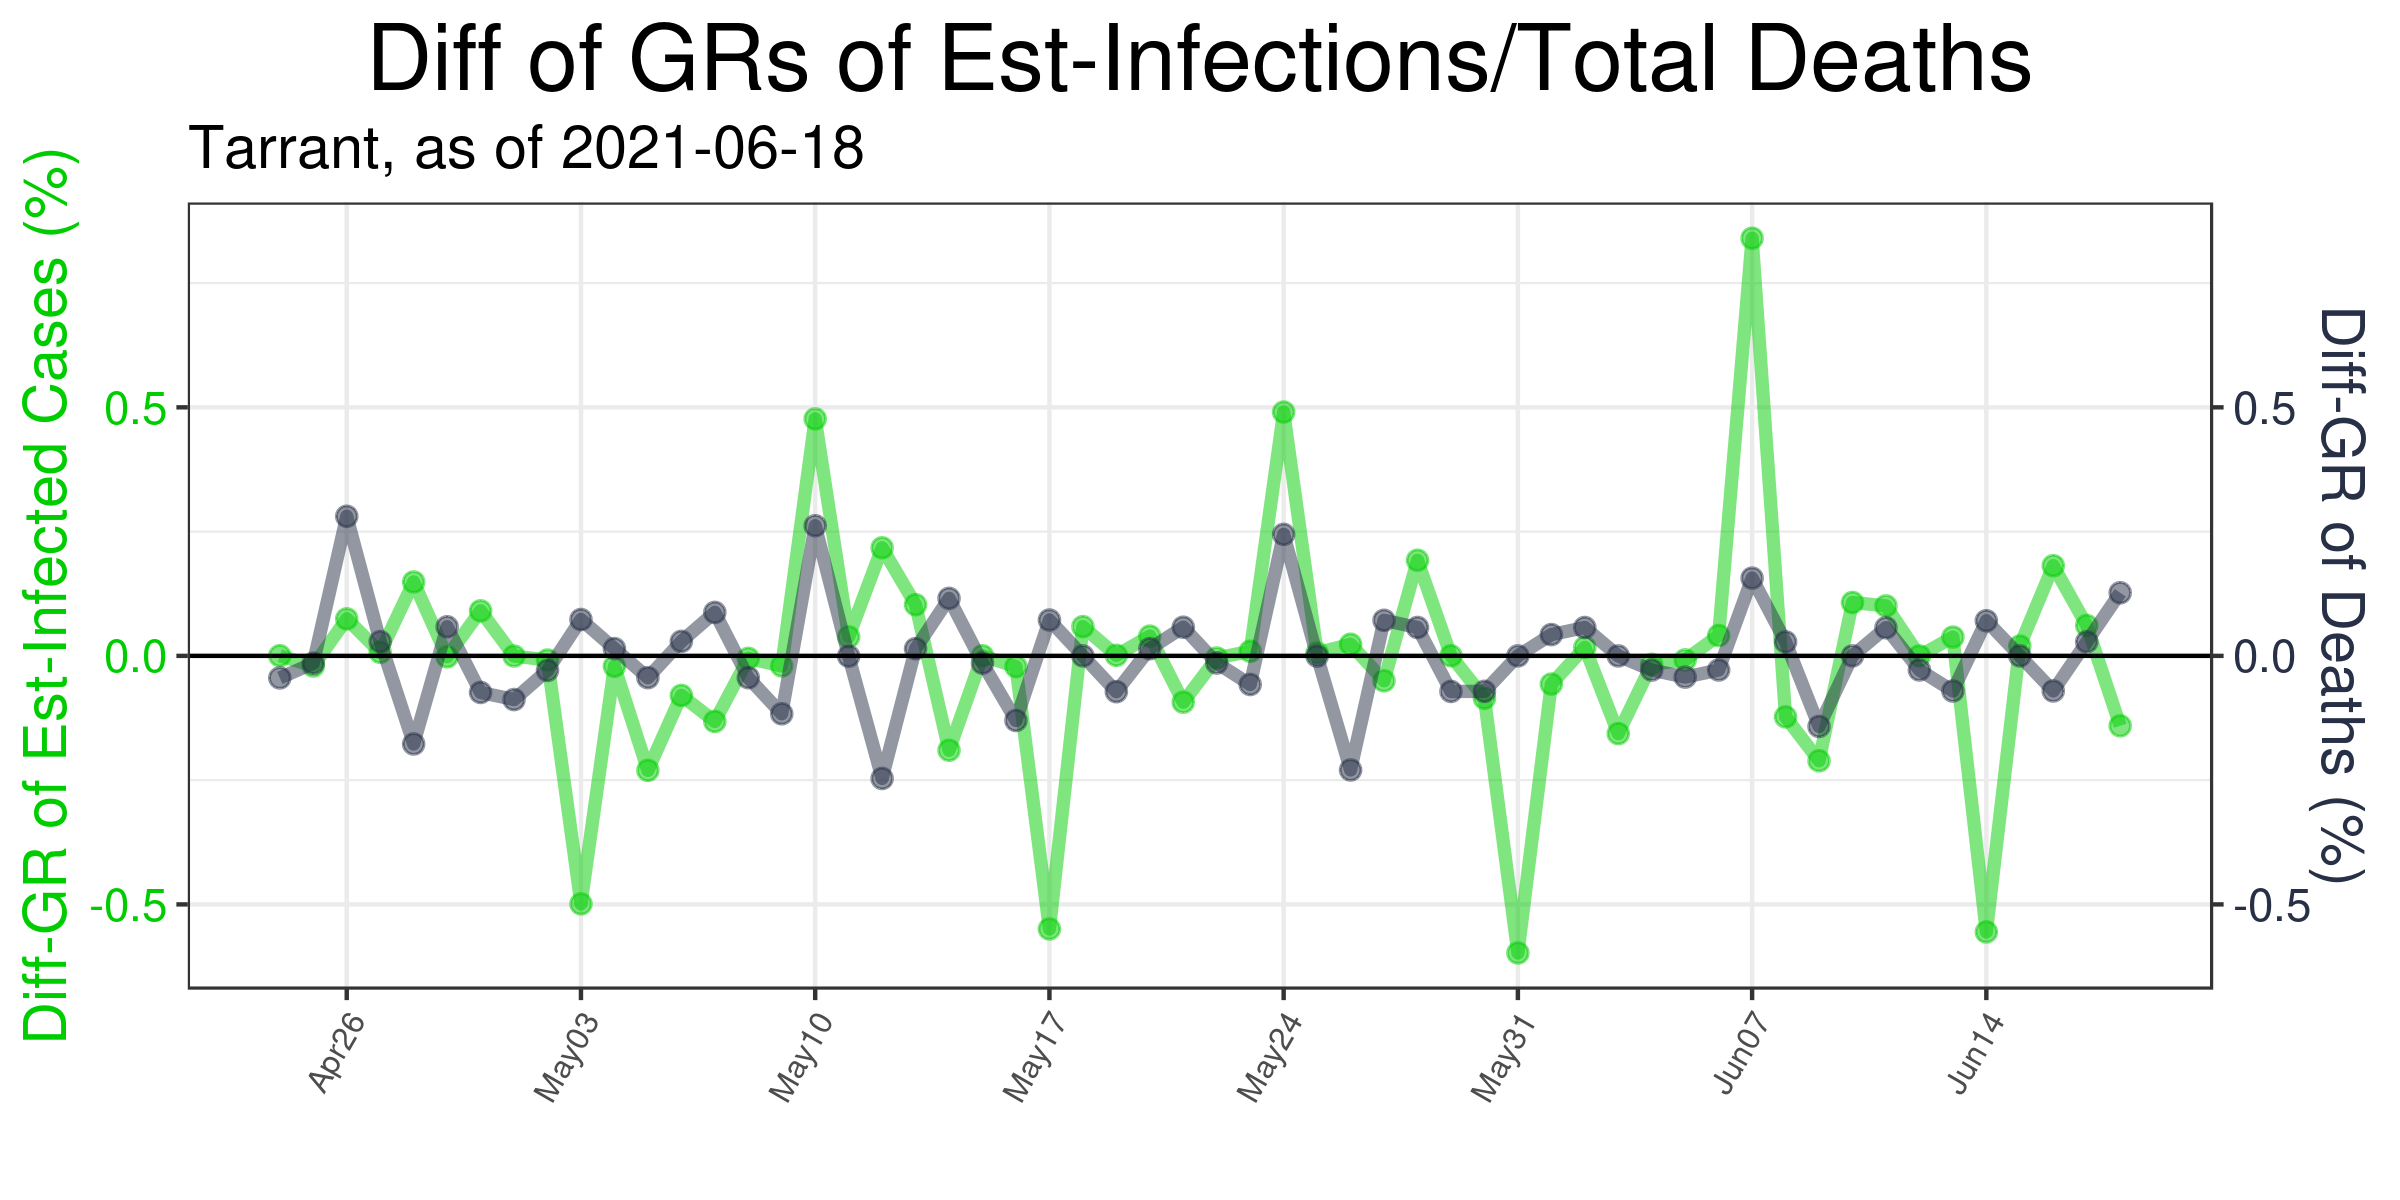 Diff of GRs of Est-Infections/Total Deaths
Tarrant, as of 2021-06-18
Diff-GR of Est-Infected Cases (%)
0.5
0.0
-0.5
0.5
0.0
-0.5
Diff-GR of Deaths (%)
Apr26
May03
May10
May17
May24
May31
Jun07
Jun14